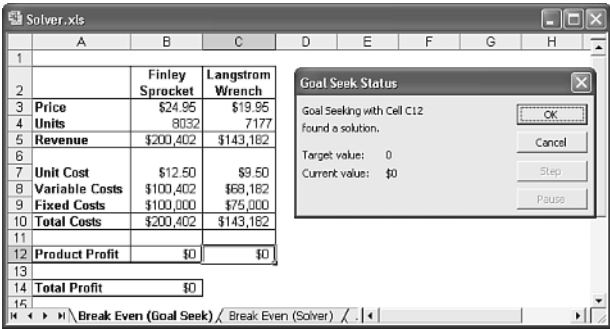 Solver.xls
A B C D E F G H
1
2 Finley Sprocket Langstrom Wrench
3 Price $24.95 $19.95
4 Units 8032 7177
5 Revenue $200,402 $143,182
6
7 Unit Cost $12.50 $9.50
8 Variable Costs $100,402 $68,182
9 Fixed Costs $100,000 $75,000
10 Total Costs $200,402 $143,182
11
12 Product Profit $0 $0
13
14 Total Profit $0
15
Goal Seek Status
Goal Seeking with Cell C12
found a solution.
Target value: 0
Current value: $0
OK
Cancel
Step
Pause
Break Even (Goal Seek) / Break Even (Solver) /